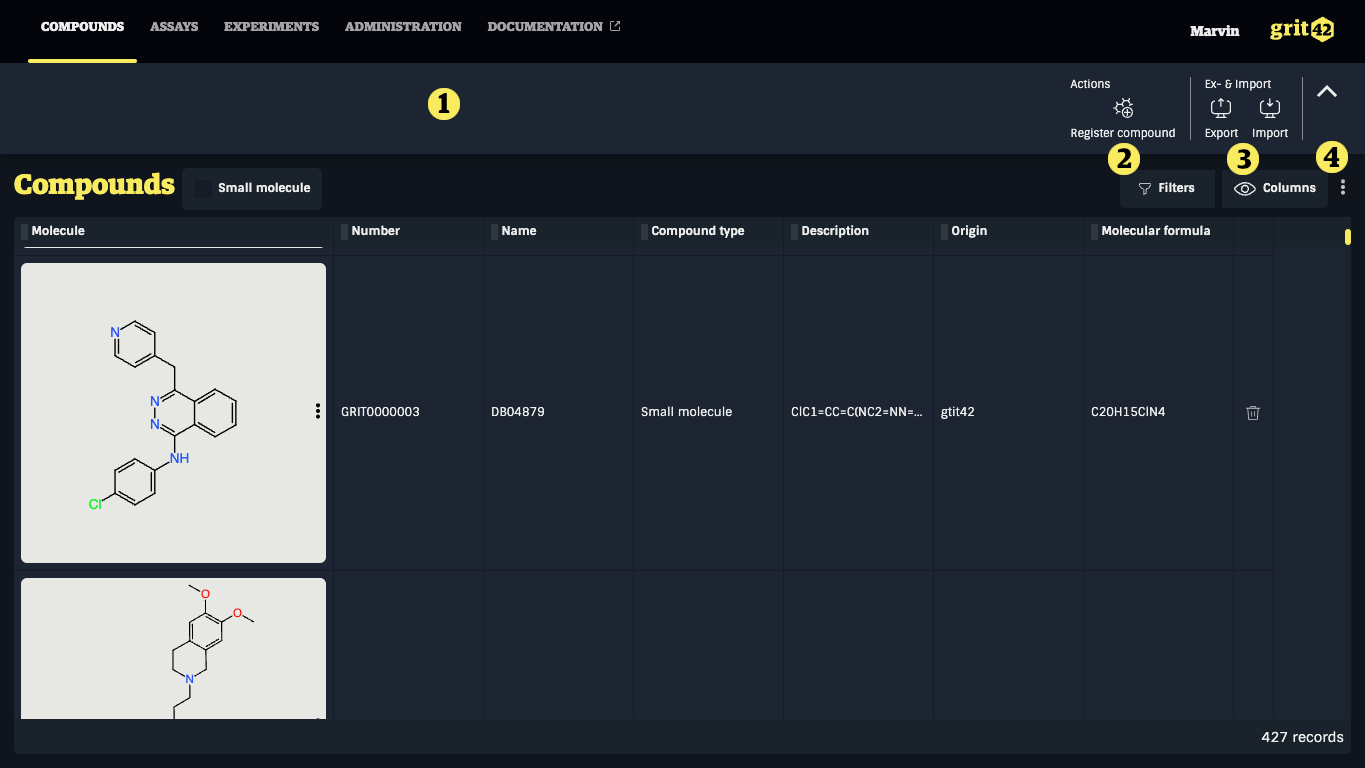 COMPOUNDS ASSAYS EXPERIMENTS ADMINISTRATION DOCUMENTATION Marvin grit42
1
Actions Ex- & Import
Register compound Export Import
2 3 4
Compounds Small molecule Filters Columns
Molecule Number Name Compound type Description Origin Molecular formula
N
N
N
NH
Cl
GRIT0000003 DB04879 Small molecule ClC1=CC=C(NC2=NN=... gtit42 C20H15ClN4
O
O
N
427 records